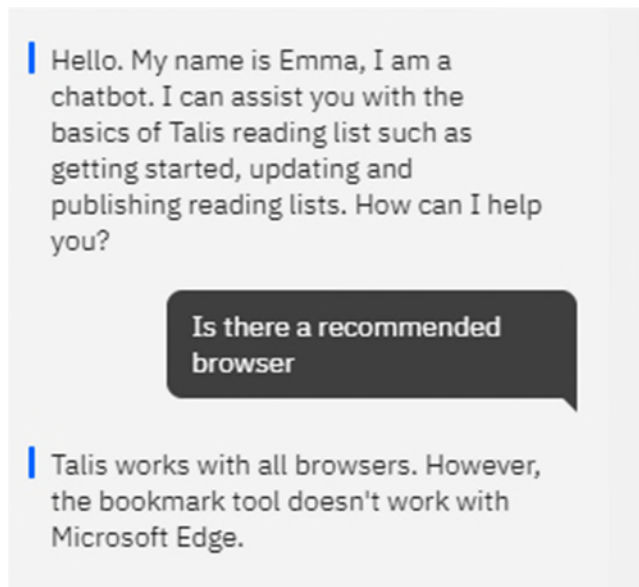 Hello. My name is Emma, I am a
chatbot. I can assist you with the
basics of Talis reading list such as
getting started, updating and
publishing reading lists. How can I help
you?
Is there a recommended
browser
Talis works with all browsers. However,
the bookmark tool doesn't work with
Microsoft Edge.